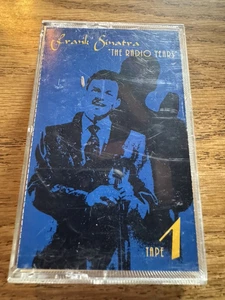 Frank Sinatra
"THE RADIO YEARS"
TAPE 1